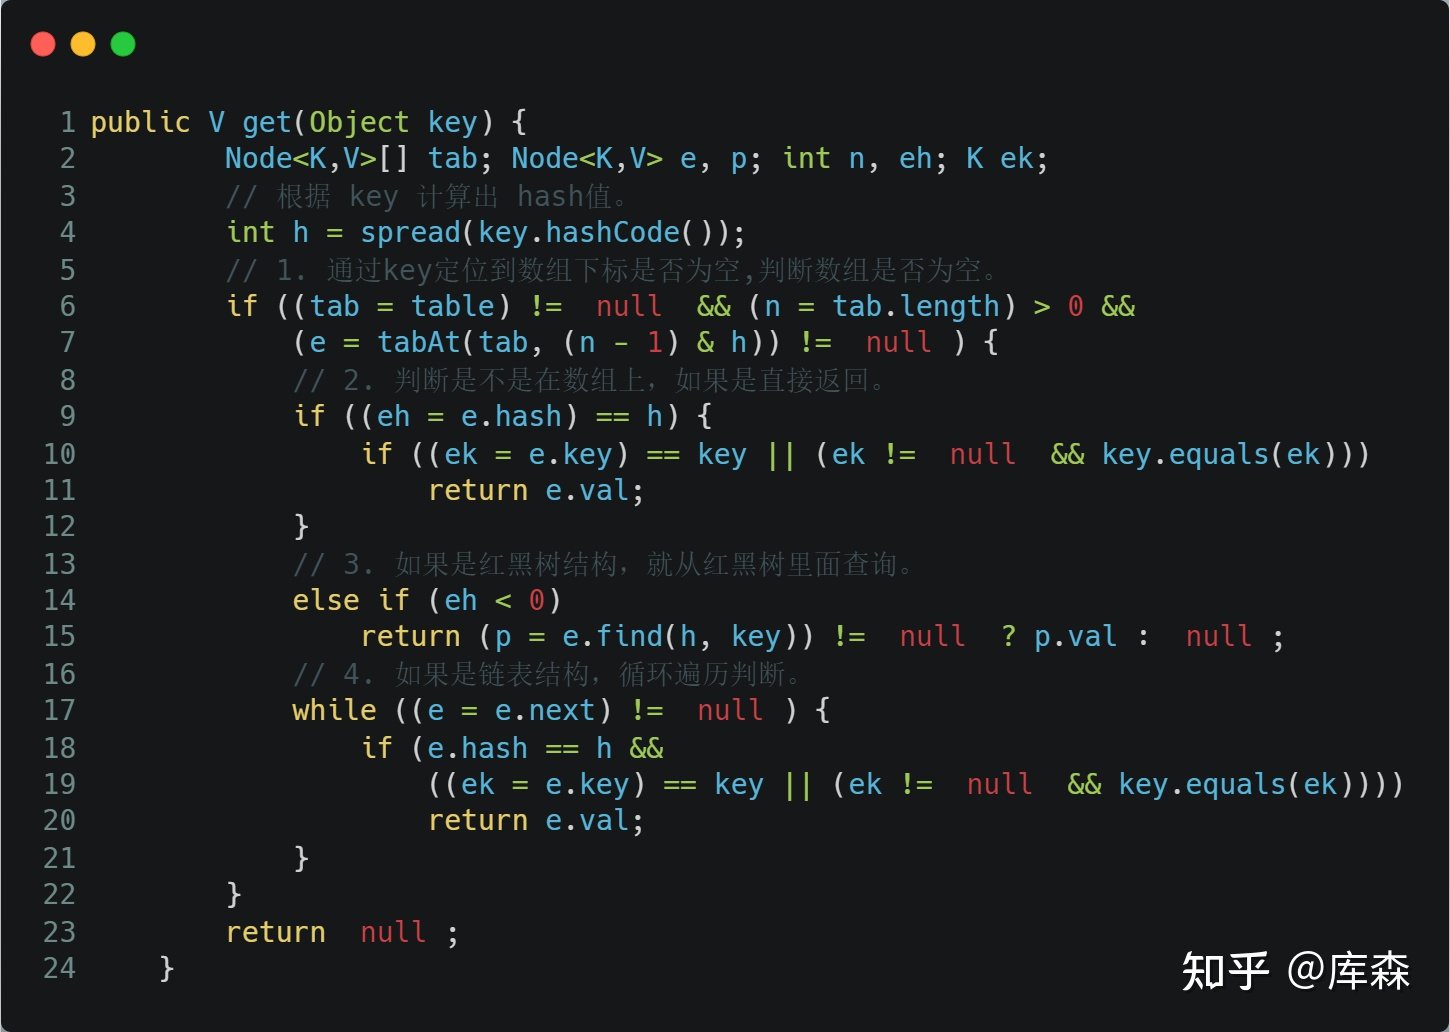 1 public V get(Object key) {
2 Node<K,V>[] tab; Node<K,V> e, p; int n, eh; K ek;
3 // 根据 key 计算出 hash值。
4 int h = spread(key.hashCode());
5 // 1. 通过key定位到数组下标是否为空,判断数组是否为空。
6 if ((tab = table) != null && (n = tab.length) > 0 &&
7 (e = tabAt(tab, (n - 1) & h)) != null ) {
8 // 2. 判断是不是在数组上，如果是直接返回。
9 if ((eh = e.hash) == h) {
10 if ((ek = e.key) == key || (ek != null && key.equals(ek)))
11 return e.val;
12 }
13 // 3. 如果是红黑树结构，就从红黑树里面查询。
14 else if (eh < 0)
15 return (p = e.find(h, key)) != null ? p.val : null ;
16 // 4. 如果是链表结构，循环遍历判断。
17 while ((e = e.next) != null ) {
18 if (e.hash == h &&
19 ((ek = e.key) == key || (ek != null && key.equals(ek))))
20 return e.val;
21 }
22 }
23 return null ;
24 }
知乎 @库森